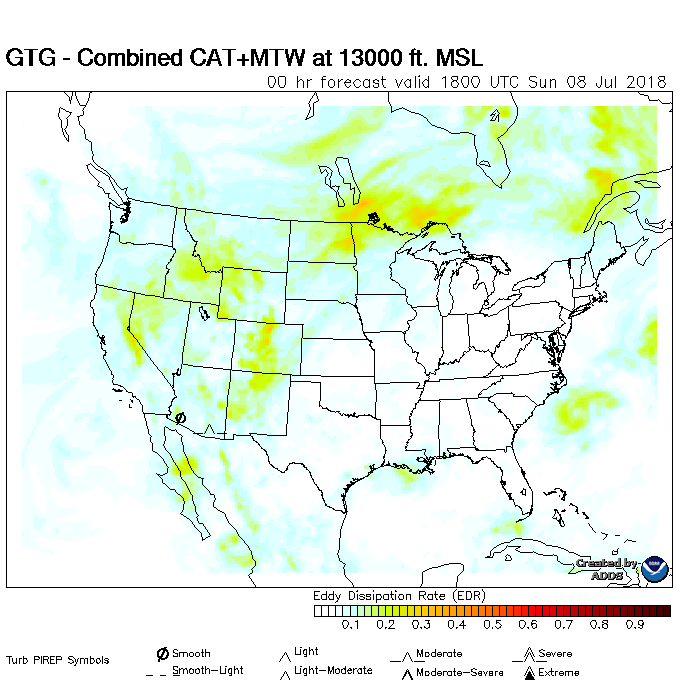 GTG - Combined CAT+MTW at 13000 ft. MSL
00 hr forecast valid 1800 UTC Sun 08 Jul 2018
Created by
ADDS
Eddy Dissipation Rate (EDR)
0.1 0.2 0.3 0.4 0.5 0.6 0.7 0.8 0.9
Turb PIREP Symbols
Smooth Light Moderate Severe
Smooth-Light Light-Moderate Moderate-Severe Extreme